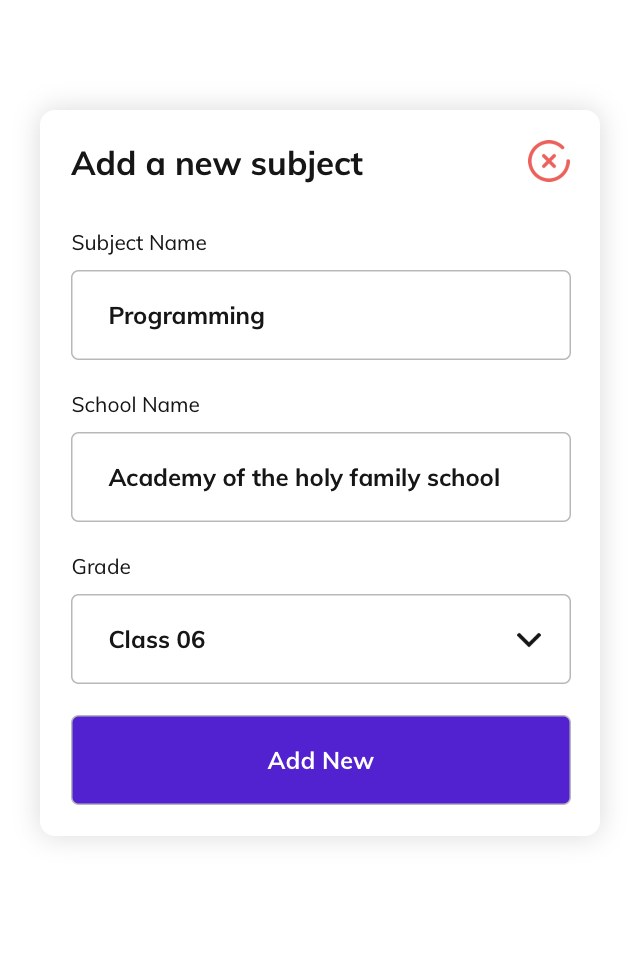 Add a new subject
Subject Name
Programming
School Name
Academy of the holy family school
Grade
Class 06
Add New